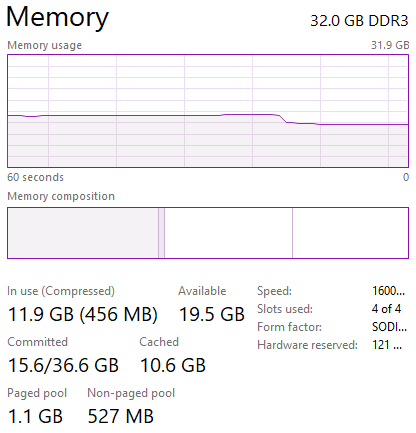 Memory 32.0 GB DDR3
Memory usage 31.9 GB
60 seconds 0
Memory composition
In use (Compressed) Available
11.9 GB (456 MB) 19.5 GB
Committed Cached
15.6/36.6 GB 10.6 GB
Paged pool Non-paged pool
1.1 GB 527 MB
Speed: 1600...
Slots used: 4 of 4
Form factor: SODI...
Hardware reserved: 121 ...